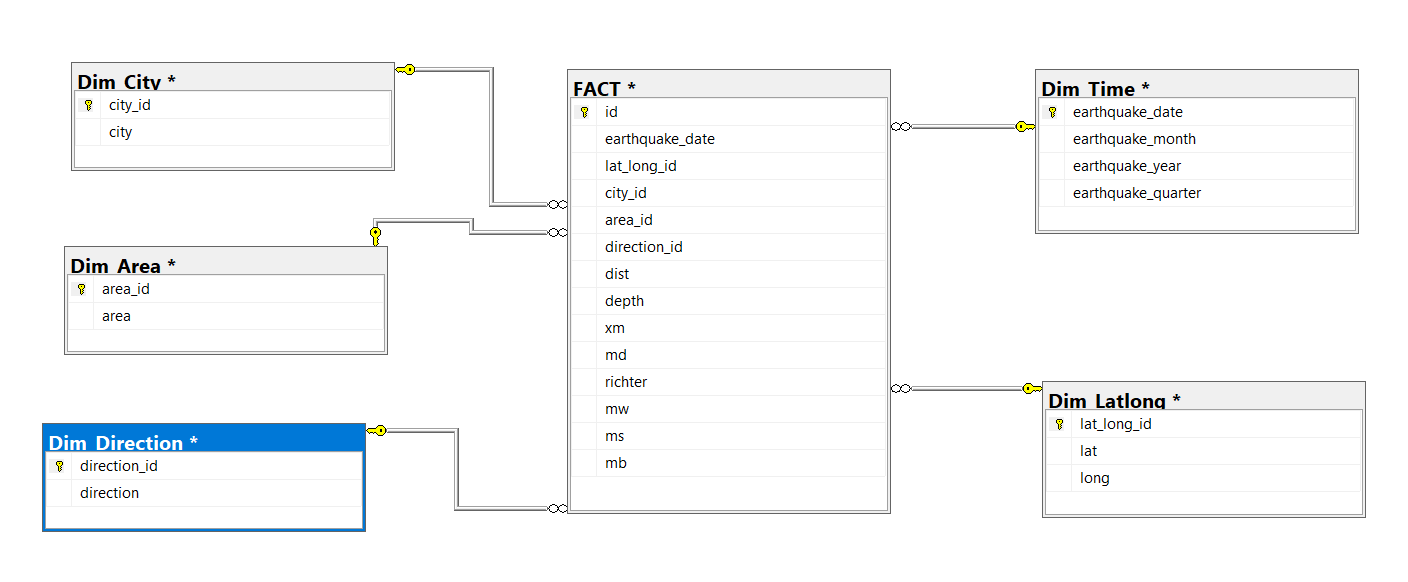 Dim_City *
city_id
city
Dim_Area *
area_id
area
Dim_Direction *
direction_id
direction
FACT *
id
earthquake_date
lat_long_id
city_id
area_id
direction_id
dist
depth
xm
md
richter
mw
ms
mb
Dim_Time *
earthquake_date
earthquake_month
earthquake_year
earthquake_quarter
Dim_Latlong *
lat_long_id
lat
long